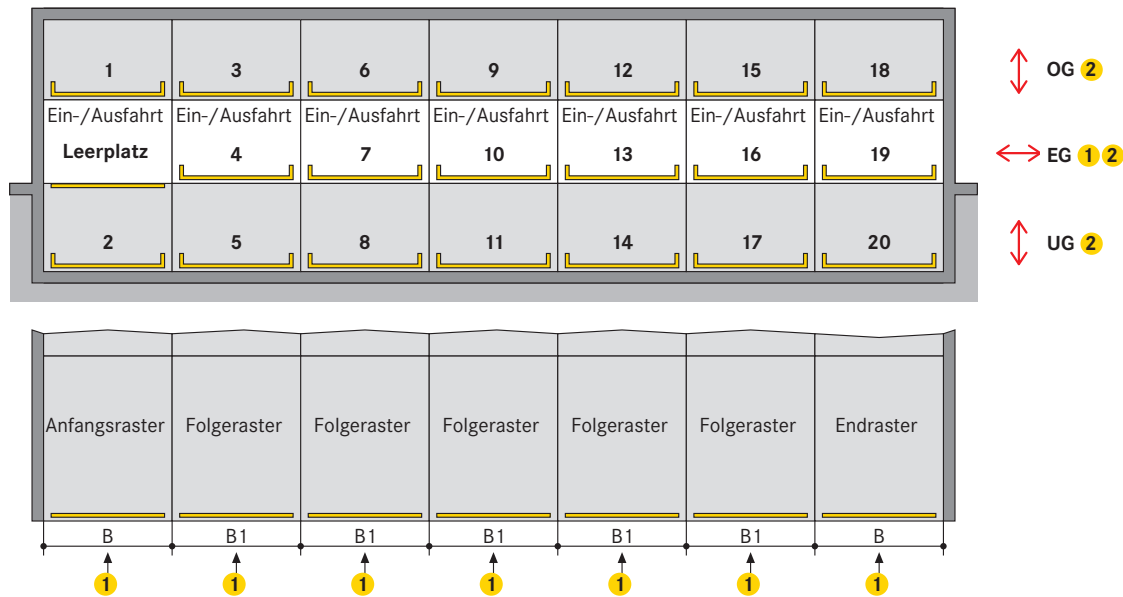 1 3 6 9 12 15 18
OG 2
Ein-/Ausfahrt Ein-/Ausfahrt Ein-/Ausfahrt Ein-/Ausfahrt Ein-/Ausfahrt Ein-/Ausfahrt Ein-/Ausfahrt
Leerplatz 4 7 10 13 16 19
EG 1 2
2 5 8 11 14 17 20
UG 2
Anfangsraster Folgeraster Folgeraster Folgeraster Folgeraster Folgeraster Endraster
B B1 B1 B1 B1 B1 B
1 1 1 1 1 1 1